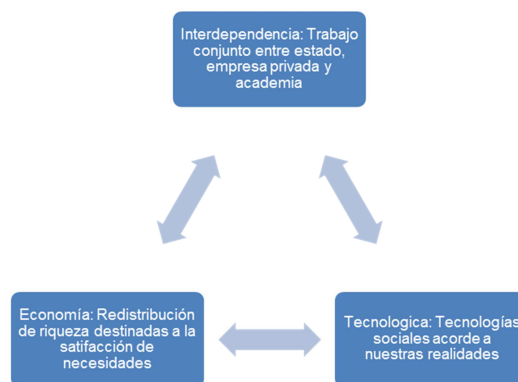 Interdependencia: Trabajo
conjunto entre estado,
empresa privada y
academia
Economía: Redistribución
de riqueza destinadas a la
satifacción de
necesidades
Tecnologica: Tecnologías
sociales acorde a
nuestras realidades